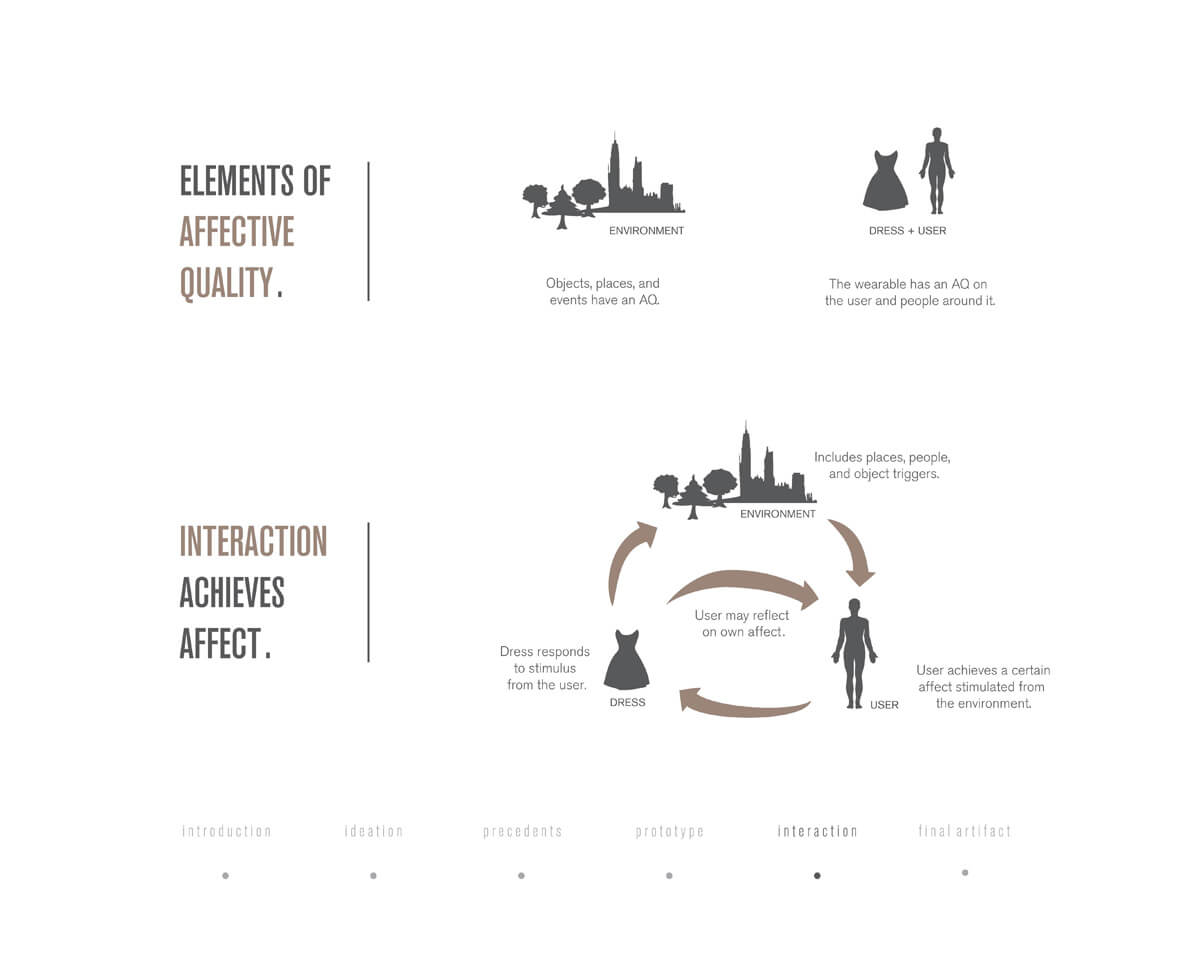 ELEMENTS OF
AFFECTIVE
QUALITY.
ENVIRONMENT
Objects, places, and
events have an AQ.
DRESS + USER
The wearable has an AQ on
the user and people around it.
INTERACTION
ACHIEVES
AFFECT.
Includes places, people,
and object triggers.
ENVIRONMENT
User may reflect
on own affect.
Dress responds
to stimulus
from the user.
DRESS
USER
User achieves a certain
affect stimulated from
the environment.
introduction
ideation
precedents
prototype
interaction
final artifact